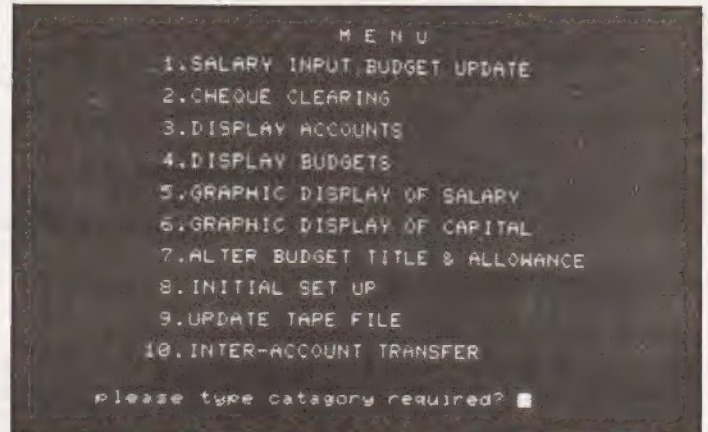 M E N U
1.SALARY INPUT,BUDGET UPDATE
2.CHEQUE CLEARING
3.DISPLAY ACCOUNTS
4.DISPLAY BUDGETS
5.GRAPHIC DISPLAY OF SALARY
6.GRAPHIC DISPLAY OF CAPITAL
7.ALTER BUDGET TITLE & ALLOWANCE
8.INITIAL SET UP
9.UPDATE TAPE FILE
10.INTER-ACCOUNT TRANSFER
please type catagory required?